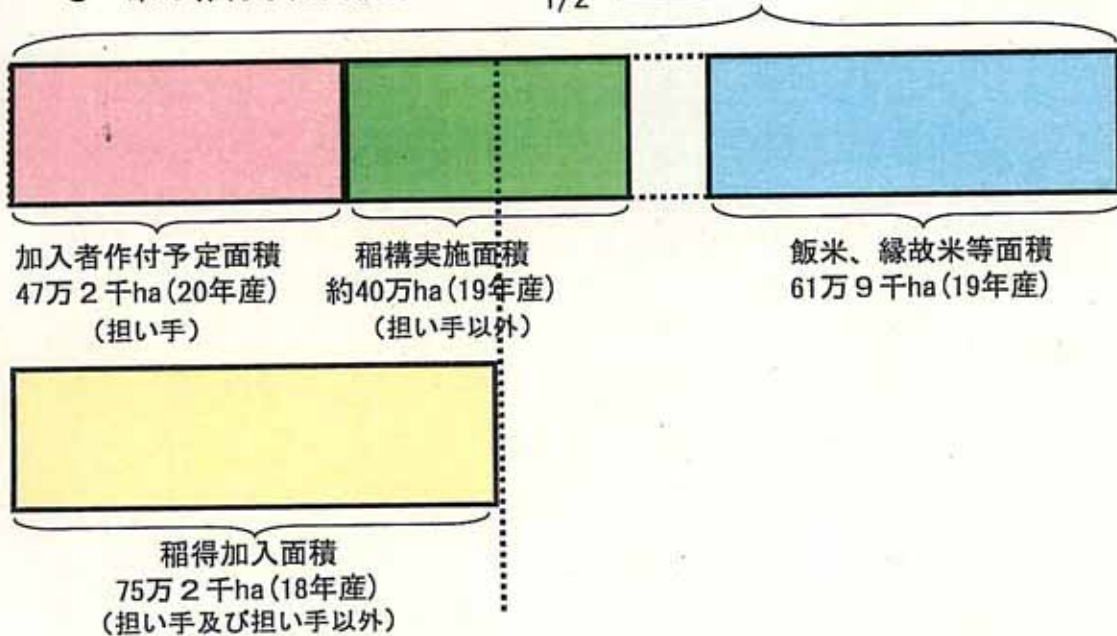 1/2
加入者作付予定面積
47万2千ha(20年産)
(担い手)
稲構実施面積
約40万ha(19年産)
(担い手以外)
飯米、縁故米等面積
61万9千ha(19年産)
稲得加入面積
75万2千ha(18年産)
(担い手及び担い手以外)